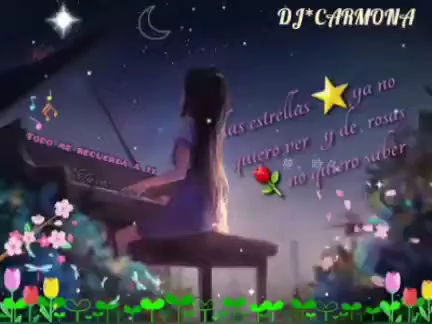 DJ*CARMONA
las estrellas ya no
quiero ver y de rosas
no quiero saber
TODO ME RECUERDA A TI